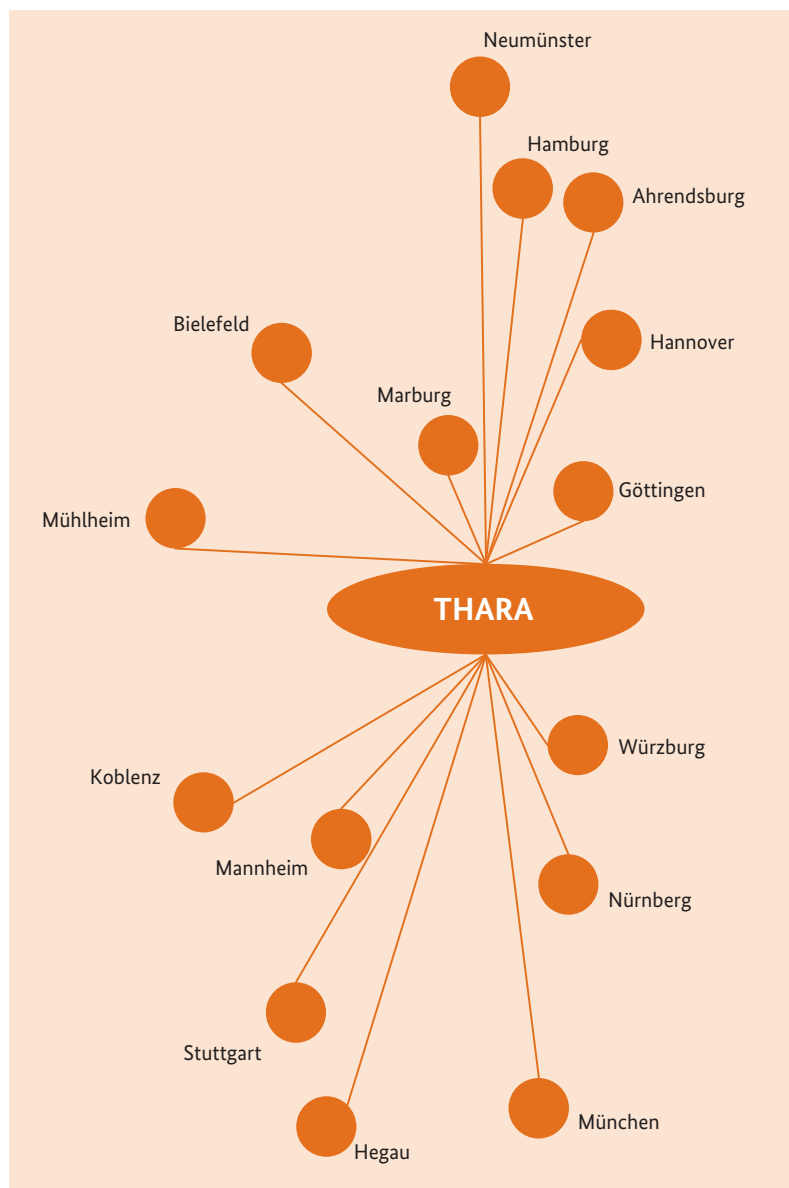 Neumünster
Hamburg
Ahrendsburg
Bielefeld
Hannover
Marburg
Göttingen
Mühlheim
THARA
Würzburg
Koblenz
Mannheim
Nürnberg
Stuttgart
München
Hegau